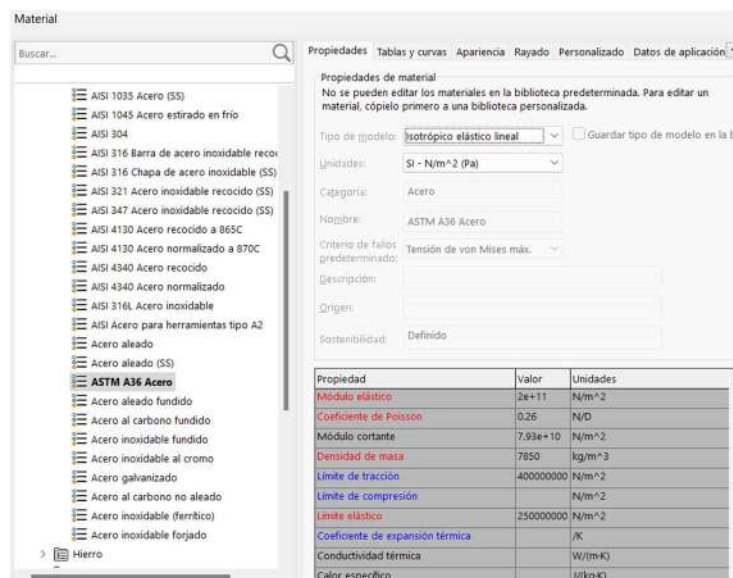 Material
Buscar...
AISI 1035 Acero (SS)
AISI 1045 Acero estirado en frío
AISI 304
AISI 316 Barra de acero inoxidable reco
AISI 316 Chapa de acero inoxidable (SS)
AISI 321 Acero inoxidable recocido (SS)
AISI 347 Acero inoxidable recocido (SS)
AISI 4130 Acero recocido a 865C
AISI 4130 Acero normalizado a 870C
AISI 4340 Acero recocido
AISI 4340 Acero normalizado
AISI 316L Acero inoxidable
AISI Acero para herramientas tipo A2
Acero aleado
Acero aleado (SS)
ASTM A36 Acero
Acero aleado fundido
Acero al carbono fundido
Acero inoxidable fundido
Acero inoxidable al cromo
Acero galvanizado
Acero al carbono no aleado
Acero inoxidable (ferrítico)
Acero inoxidable forjado
Hierro
Propiedades Tablas y curvas Apariencia Rayado Personalizado Datos de aplicación
Propiedades de material
No se pueden editar los materiales en la biblioteca predeterminada. Para editar un
material, cópielo primero a una biblioteca personalizada.
Tipo de modelo: Isotrópico elástico lineal Guardar tipo de modelo en la b
Unidades: SI - N/m^2 (Pa)
Categoría: Acero
Nombre: ASTM A36 Acero
Criterio de fallos
predeterminado: Tensión de von Mises máx.
Descripción:
Origen:
Sostenibilidad: Definido
Propiedad Valor Unidades
Módulo elástico 2e+11 N/m^2
Coeficiente de Poisson 0.26 N/D
Módulo cortante 7.93e+10 N/m^2
Densidad de masa 7850 kg/m^3
Límite de tracción 400000000 N/m^2
Límite de compresión N/m^2
Límite elástico 250000000 N/m^2
Coeficiente de expansión térmica /K
Conductividad térmica W/(m·K)
Calor específico J/(kg·K)